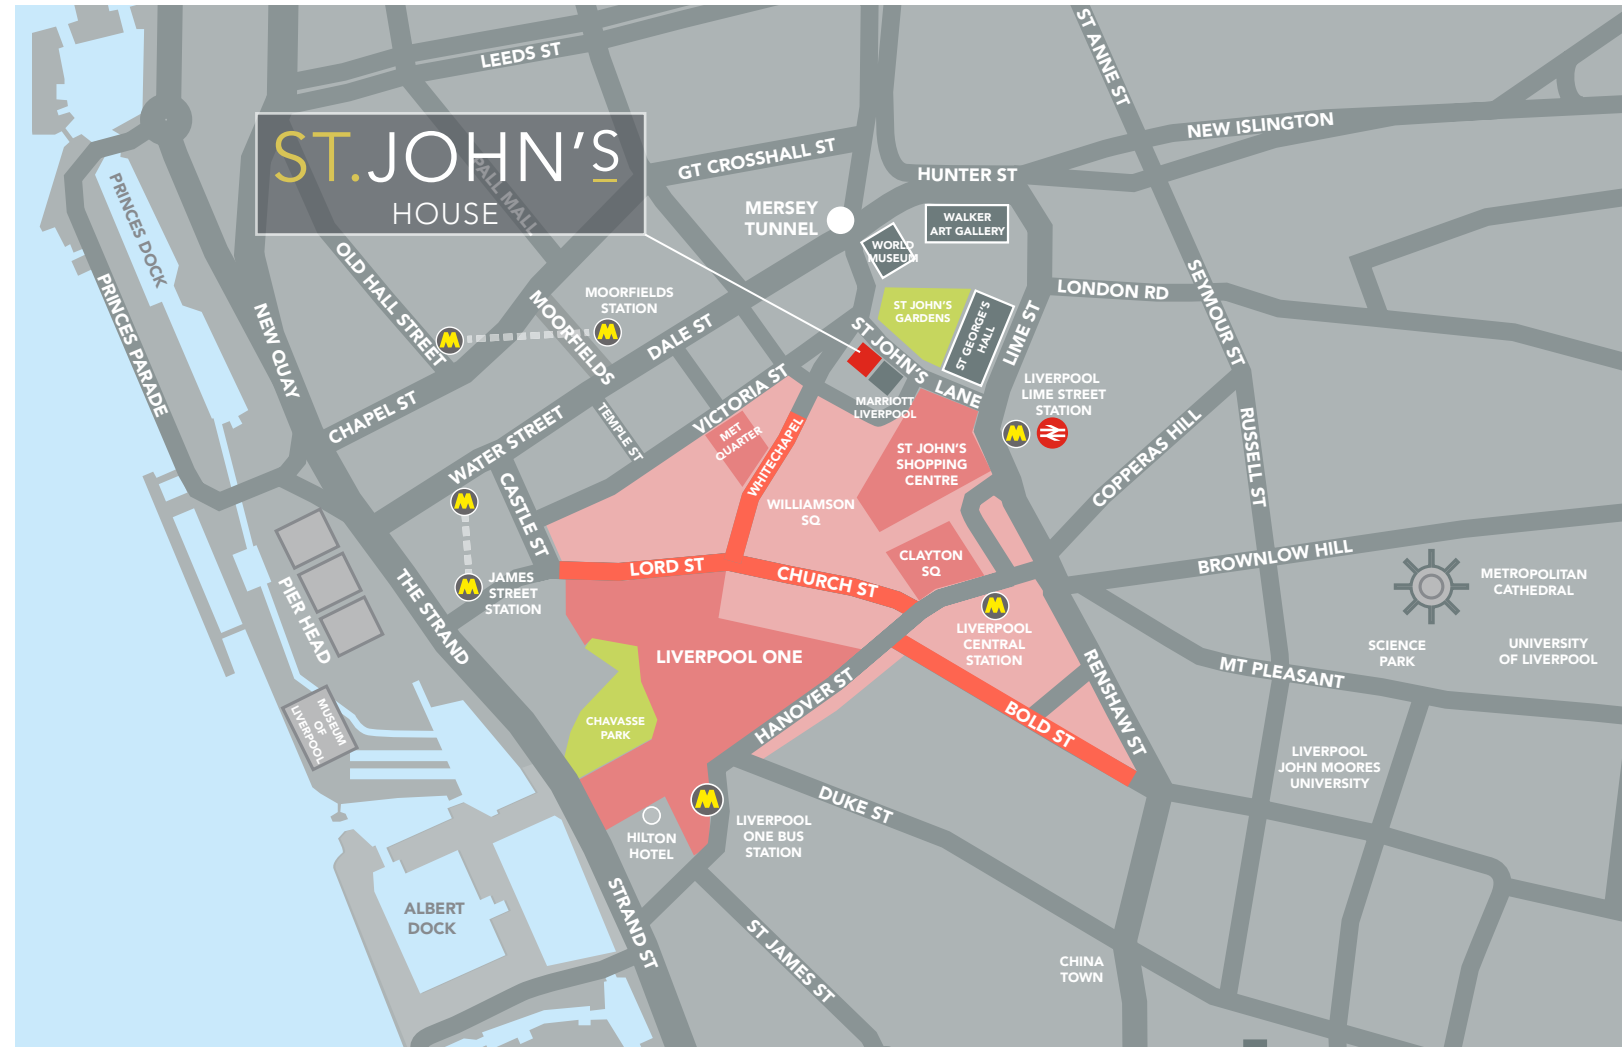 LEEDS ST
ST ANNE ST
NEW ISLINGTON
ST.JOHN'S
HOUSE
PALL MALL
GT CROSSHALL ST
HUNTER ST
PRINCES DOCK
MERSEY
TUNNEL
WALKER
ART GALLERY
WORLD
MUSEUM
OLD HALL STREET
PRINCES PARADE
NEW QUAY
MOORFIELDS
STATION
MOORFIELDS
DALE ST
ST JOHN'S
GARDENS
ST GEORGE'S
HALL
LIME ST
LONDON RD
SEYMOUR ST
ST JOHN'S LANE
LIVERPOOL
LIME STREET
STATION
VICTORIA ST
MARRIOTT
LIVERPOOL
CHAPEL ST
WATER STREET
TEMPLE ST
MET
QUARTER
WHITECHAPEL
ST JOHN'S
SHOPPING
CENTRE
COPPERAS HILL
RUSSELL ST
CASTLE ST
WILLIAMSON
SQ
CLAYTON
SQ
BROWNLOW HILL
LORD ST
CHURCH ST
METROPOLITAN
CATHEDRAL
JAMES
STREET
STATION
PIER HEAD
THE STRAND
LIVERPOOL
CENTRAL
STATION
SCIENCE
PARK
UNIVERSITY
OF LIVERPOOL
LIVERPOOL ONE
RENSHAW ST
MT PLEASANT
HANOVER ST
MUSEUM
OF
LIVERPOOL
CHAVASSE
PARK
BOLD ST
LIVERPOOL
JOHN MOORES
UNIVERSITY
DUKE ST
HILTON
HOTEL
LIVERPOOL
ONE BUS
STATION
ALBERT
DOCK
STRAND ST
ST JAMES ST
CHINA
TOWN